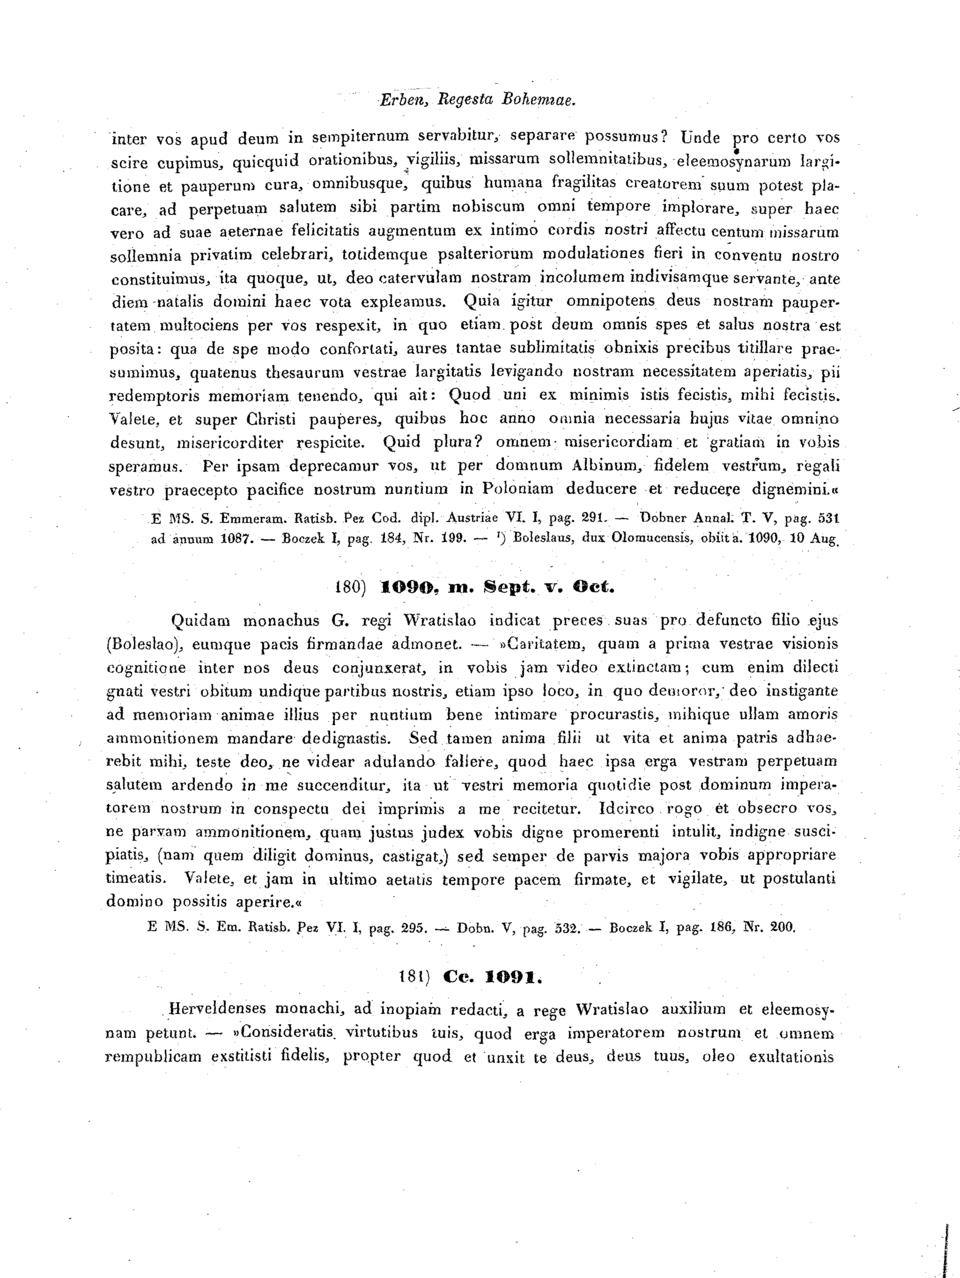 Erben, Regesta Bohemiae.
inter vos apud deum in sempiternum servabitur, separare possumus? Unde pro certo vos
scire cupimus, quicquid orationibus, vigiliis, missarum sollemnitatibus, eleemosynarum largi-
tione et pauperum cura, omnibusque, quibus humana fragilitas creatorem suum potest pla-
care, ad perpetuam salutem sibi partim nobiscum omni tempore implorare, super haec
vero ad suae aeternae felicitatis augmentum ex intimo cordis nostri affectu centum missarum
sollemnia privatim celebrari, totidemque psalteriorum modulationes fieri in conventu nostro
constituimus, ita quoque, ut, deo catervulam nostram incolumem indivisamque servante, ante
diem natalis domini haec vota expleamus. Quia igitur omnipotens deus nostram pauper-
tatem multociens per vos respexit, in quo etiam post deum omnis spes et salus nostra est
posita: qua de spe modo confortati, aures tantae sublimitatis obnixis precibus titillare prae-
sumimus, quatenus thesaurum vestrae largitatis levigando nostram necessitatem aperiatis, pii
redemptoris memoriam tenendo, qui ait: Quod uni ex minimis istis fecistis, mihi fecistis.
Valete, et super Christi pauperes, quibus hoc anno omnia necessaria hujus vitae omnino
desunt, misericorditer respicite. Quid plura? omnem misericordiam et gratiam in vobis
speramus. Per ipsam deprecamur vos, ut per domnum Albinum, fidelem vestrum, regali
vestro praecepto pacifice nostrum nuntium in Poloniam deducere et reducere dignemini.«
E MS. S. Emmeram. Ratisb. Pez Cod. dipl. Austriae VI. I, pag. 291. — Dobner Annal. T. V, pag. 531
ad annum 1087. — Boczek I, pag. 184, Nr. 199. — ¹) Boleslaus, dux Olomucensis, obiit a. 1090, 10 Aug.
180) 1090, m. Sept. v. Oct.
Quidam monachus G. regi Wratislao indicat preces suas pro defuncto filio ejus
(Boleslao), eumque pacis firmandae admonet. — »Caritatem, quam a prima vestrae visionis
cognitione inter nos deus conjunxerat, in vobis jam video extinctam; cum enim dilecti
gnati vestri obitum undique partibus nostris, etiam ipso loco, in quo demoror, deo instigante
ad memoriam animae illius per nuntium bene intimare procurastis, mihique ullam amoris
ammonitionem mandare dedignastis. Sed tamen anima filii ut vita et anima patris adhae-
rebit mihi, teste deo, ne videar adulando fallere, quod haec ipsa erga vestram perpetuam
salutem ardendo in me succenditur, ita ut vestri memoria quotidie post dominum impera-
torem nostrum in conspectu dei imprimis a me recitetur. Idcirco rogo et obsecro vos,
ne parvam ammonitionem, quam justus judex vobis digne promerenti intulit, indigne susci-
piatis, (nam quem diligit dominus, castigat,) sed semper de parvis majora vobis appropriare
timeatis. Valete, et jam in ultimo aetatis tempore pacem firmate, et vigilate, ut postulanti
domino possitis aperire.«
E MS. S. Em. Ratisb. Pez VI. I, pag. 295. — Dobn. V, pag. 532. — Boczek I, pag. 186, Nr. 200.
181) Cc. 1091.
Herveldenses monachi, ad inopiam redacti, a rege Wratislao auxilium et eleemosy-
nam petunt. — »Consideratis virtutibus tuis, quod erga imperatorem nostrum et omnem
rempublicam exstitisti fidelis, propter quod et unxit te deus, deus tuus, oleo exultationis